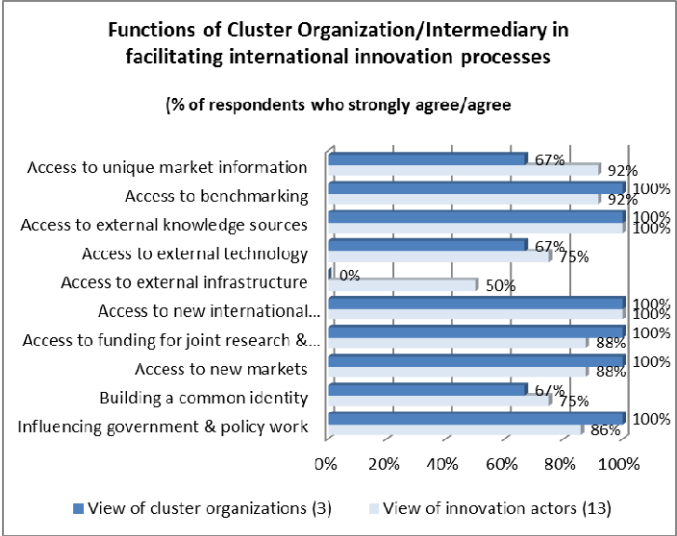 Functions of Cluster Organization/Intermediary in
facilitating international innovation processes
(% of respondents who strongly agree/agree
Access to unique market information
67%
92%
Access to benchmarking
100%
92%
Access to external knowledge sources
100%
100%
Access to external technology
67%
75%
Access to external infrastructure
0%
50%
Access to new international...
100%
100%
Access to funding for joint research &...
100%
88%
Access to new markets
100%
88%
Building a common identity
67%
75%
Influencing government & policy work
100%
86%
0% 20% 40% 60% 80% 100%
View of cluster organizations (3) View of innovation actors (13)